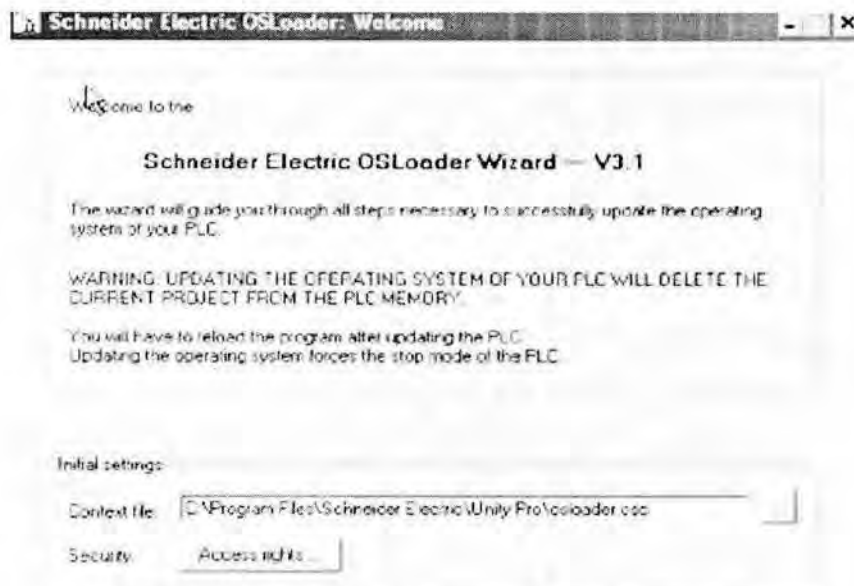 Schneider Electric OSLoader: Welcome
Welcome to the
Schneider Electric OSLoader Wizard — V3.1
The wizard will guide you through all steps necessary to successfully update the operating
system of your PLC.
WARNING: UPDATING THE OPERATING SYSTEM OF YOUR PLC WILL DELETE THE
CURRENT PROJECT FROM THE PLC MEMORY.
You will have to reload the program after updating the PLC
Updating the operating system forces the stop mode of the PLC
Initial settings
Context file: C:\Program Files\Schneider Electric\Unity Pro\
Security: Access rights...